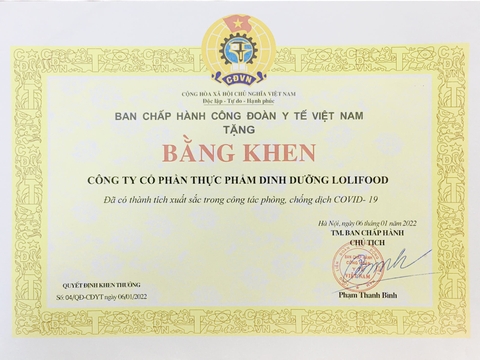 CĐVN
CỘNG HÒA XÃ HỘI CHỦ NGHĨA VIỆT NAM
Độc lập - Tự do - Hạnh phúc
BAN CHẤP HÀNH CÔNG ĐOÀN Y TẾ VIỆT NAM
TẶNG
BẰNG KHEN
CÔNG TY CỔ PHẦN THỰC PHẨM DINH DƯỠNG LOLIFOOD
Đã có thành tích xuất sắc trong công tác phòng, chống dịch COVID- 19
Hà Nội, ngày 06 tháng 01 năm 2022
TM. BAN CHẤP HÀNH
CHỦ TỊCH
QUYẾT ĐỊNH KHEN THƯỞNG
Số: 04/QĐ-CĐYT ngày 06/01/2022
Phạm Thanh Bình